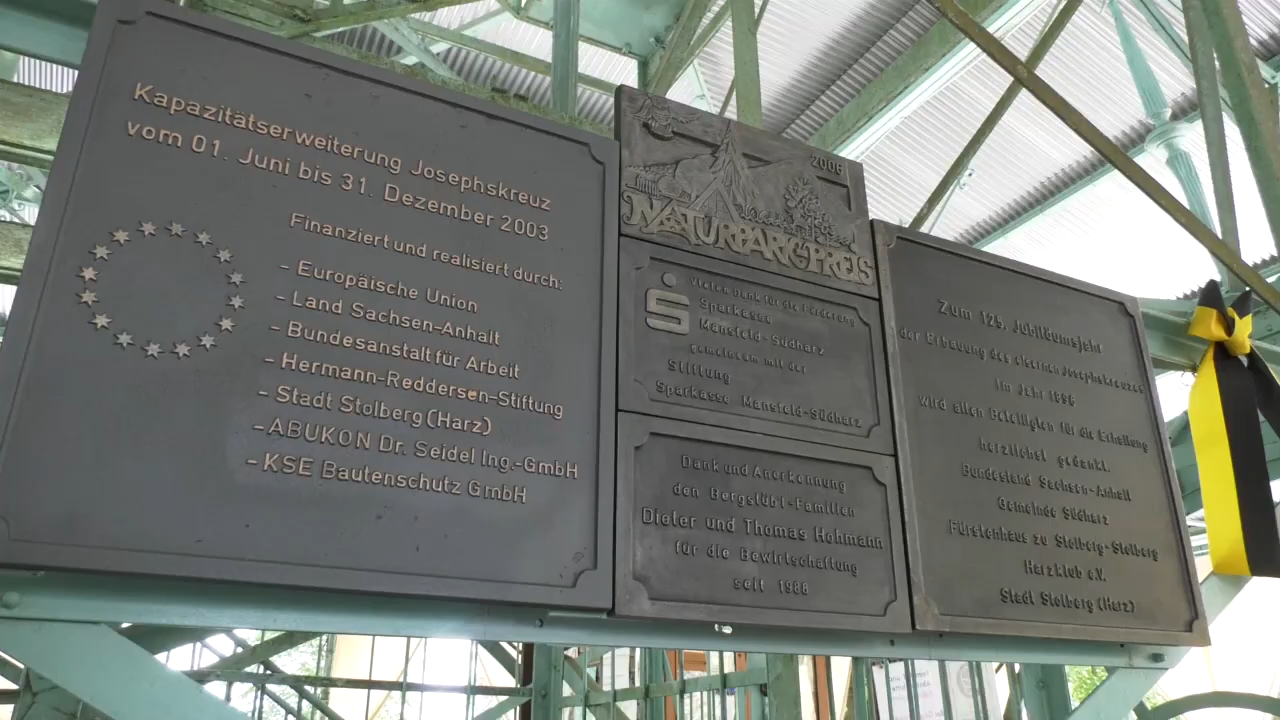 Kapazitätserweiterung Josephskreuz
vom 01. Juni bis 31. Dezember 2003
Finanziert und realisiert durch:
- Europäische Union
- Land Sachsen-Anhalt
- Bundesanstalt für Arbeit
- Hermann-Reddersen-Stiftung
- Stadt Stolberg (Harz)
- ABUKON Dr. Seidel Ing.-GmbH
- KSE Bautenschutz GmbH
2006
NATURPARK-PREIS
Vielen Dank für die Förderung
Sparkasse
Mansfeld-Südharz
gemeinsam mit der
Stiftung
Sparkasse Mansfeld-Südharz
Dank und Anerkennung
den Bergstüb'l-Familien
Dieter und Thomas Hohmann
für die Bewirtschaffung
seit 1988
Zum 125. Jubiläumsjahr
der Erbauung des eisernen Josephskreuzes
im Jahr 1896
wird allen Beteiligten für die Erhaltung
herzlichst gedankt.
Bundesland Sachsen-Anhalt
Gemeinde Südharz
Fürstenhaus zu Stolberg-Stolberg
Harzklub e.V.
Stadt Stolberg (Harz)